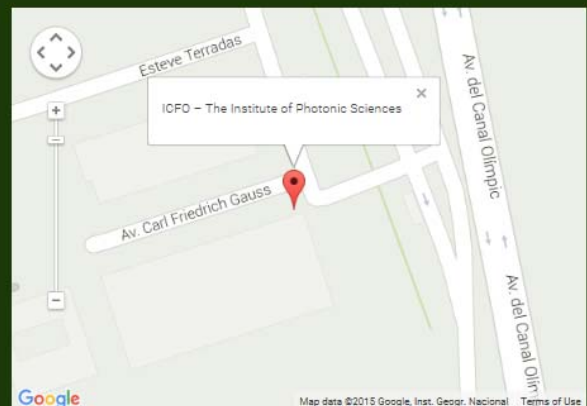 Esteve Terradas
ICFO – The Institute of Photonic Sciences
×
Av. del Canal Olímpic
Av. Carl Friedrich Gauss
Av. del Canal Olím
+
−
Google
Map data ©2015 Google, Inst. Geogr. Nacional
Terms of Use